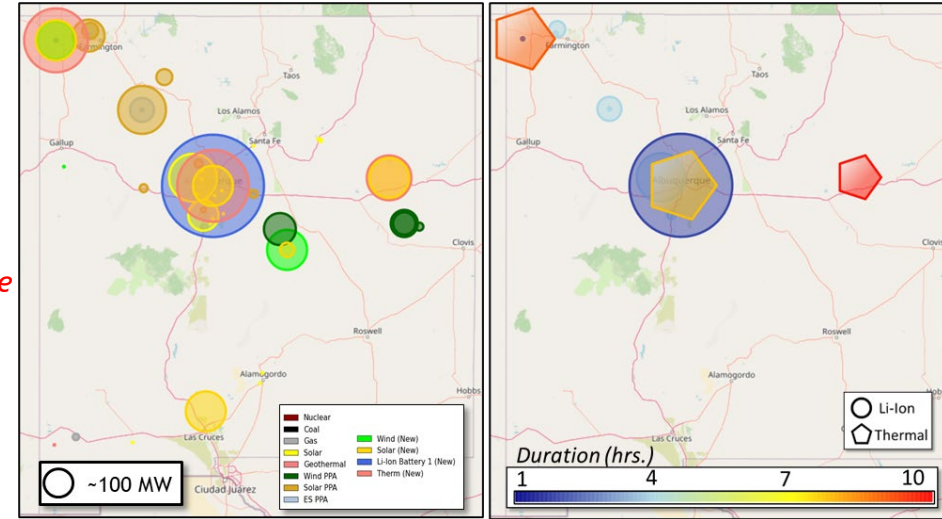 e
Farmington
Taos
Los Alamos
Santa Fe
Gallup
Clovis
Roswell
Alamogordo
Hobbs
Las Cruces
Ciudad Juárez
~100 MW
Nuclear
Coal
Gas
Solar
Geothermal
Wind PPA
Solar PPA
ES PPA
Wind (New)
Solar (New)
Li-Ion Battery 1 (New)
Therm (New)
Farmington
Taos
Los Alamos
Santa Fe
Gallup
Albuquerque
Clovis
Roswell
Alamogordo
Hobbs
Las Cruces
Li-Ion
Thermal
Duration (hrs.)
1 4 7 10